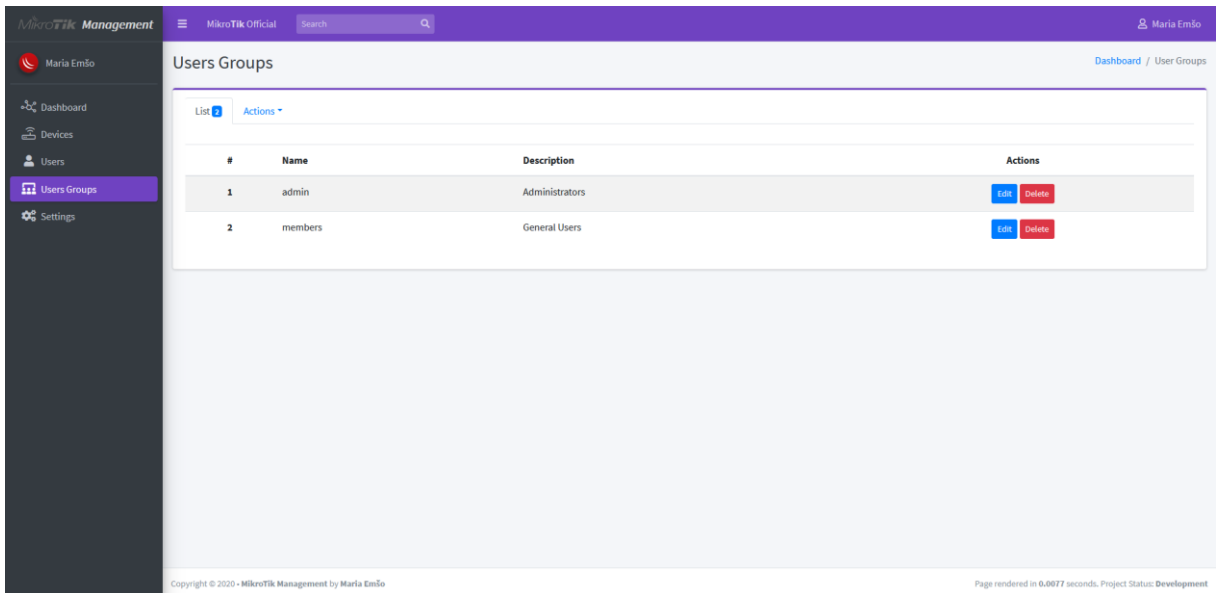 MikroTik Management
MikroTik Official
Search
Maria Emšo
Maria Emšo
Dashboard
Devices
Users
Users Groups
Settings
Users Groups
Dashboard / User Groups
List 2 Actions
# Name Description Actions
1 admin Administrators Edit Delete
2 members General Users Edit Delete
Copyright © 2020 - MikroTik Management by Maria Emšo
Page rendered in 0.0077 seconds. Project Status: Development